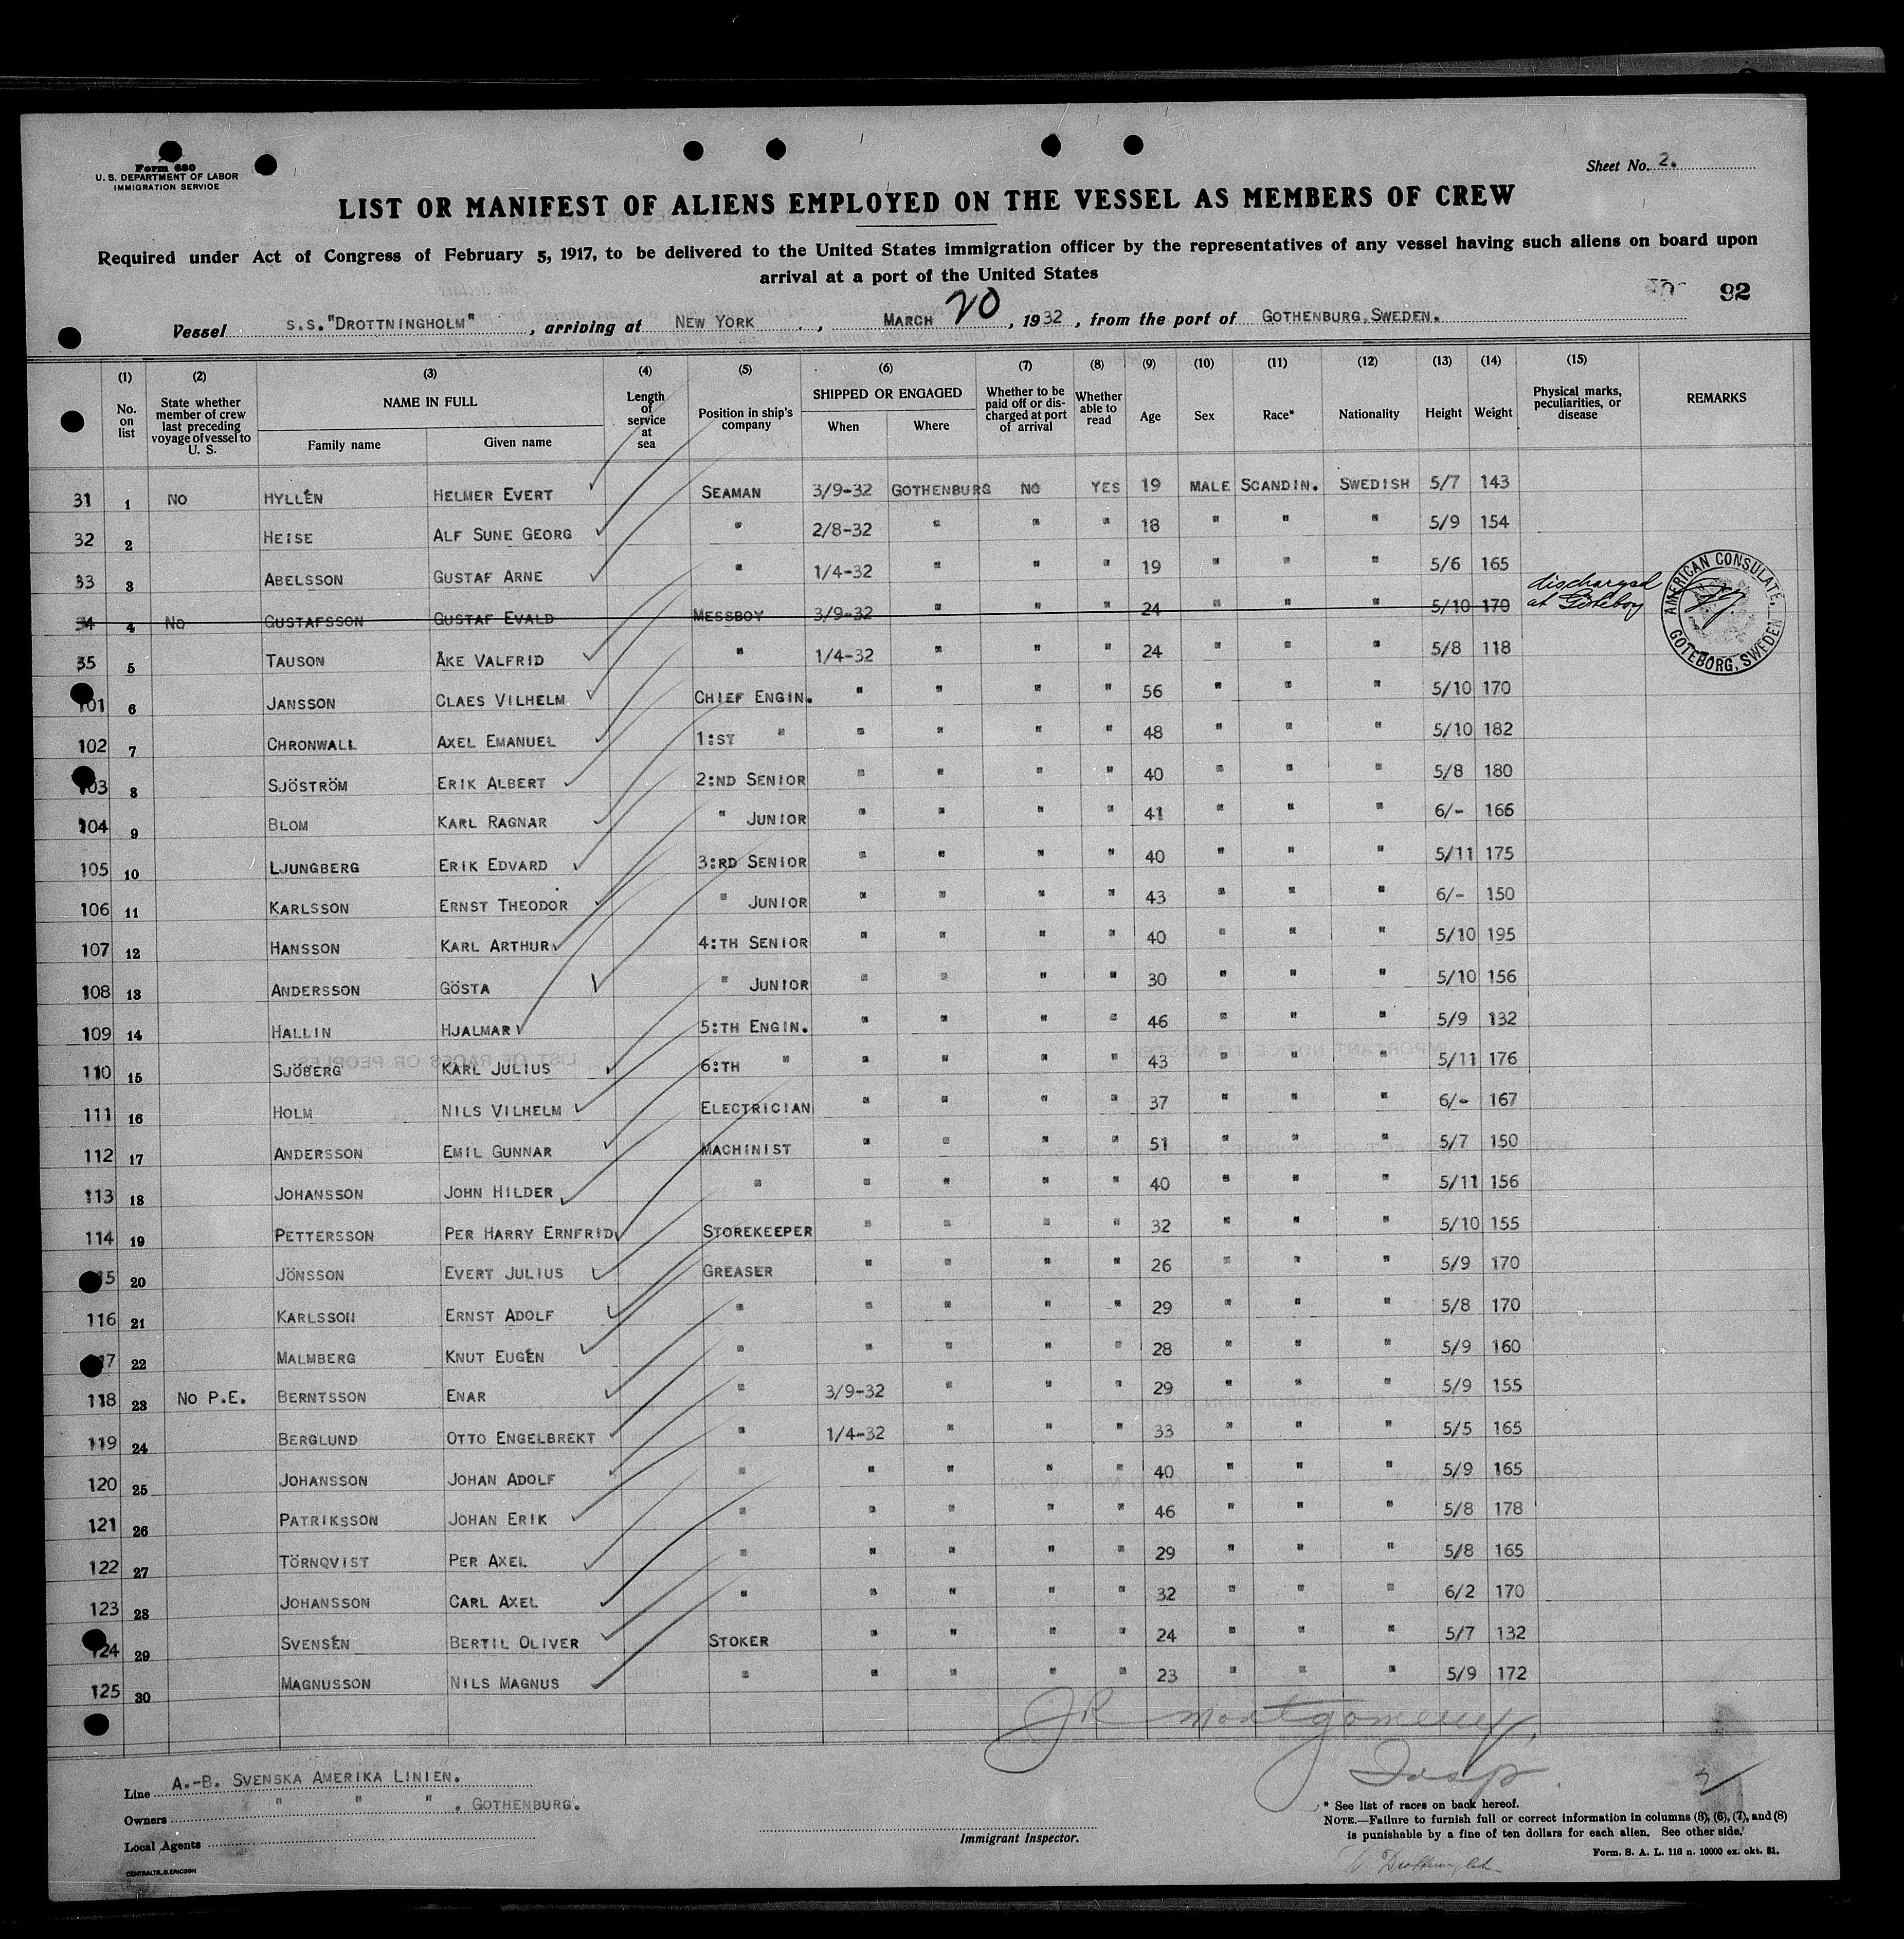 Form 680
U. S. DEPARTMENT OF LABOR
IMMIGRATION SERVICE
Sheet No. 2.
LIST OR MANIFEST OF ALIENS EMPLOYED ON THE VESSEL AS MEMBERS OF CREW
Required under Act of Congress of February 5, 1917, to be delivered to the United States immigration officer by the representatives of any vessel having such aliens on board upon
arrival at a port of the United States
92
Vessel S.S."DROTTNINGHOLM", arriving at NEW YORK, MARCH 20, 1932, from the port of GOTHENBURG, SWEDEN.
(1) (2) (3) (4) (5) (6) (7) (8) (9) (10) (11) (12) (13) (14) (15)
No. on list State whether member of crew last preceding voyage of vessel to U. S. NAME IN FULL Family name Given name Length of service at sea Position in ship's company SHIPPED OR ENGAGED When Where Whether to be paid off or discharged at port of arrival Whether able to read Age Sex Race* Nationality Height Weight Physical marks, peculiarities, or disease REMARKS
31 1 NO HYLLÉN HELMER EVERT SEAMAN 3/9-32 GOTHENBURG NO YES 19 MALE SCANDIN. SWEDISH 5/7 143
32 2 HEISE ALF SUNE GEORG " 2/8-32 " " " 18 " " " 5/9 154
33 3 ABELSSON GUSTAF ARNE " 1/4-32 " " " 19 " " " 5/6 165
34 4 NO GUSTAFSSON GUSTAF EVALD MESSBOY 3/9-32 " " " 24 " " " 5/10 170 discharged at Göteborg
AMERICAN CONSULATE, GOTEBORG, SWEDEN
35 5 TAUSON ÅKE VALFRID " 1/4-32 " " " 24 " " " 5/8 118
101 6 JANSSON CLAES VILHELM CHIEF ENGIN. " " " " 56 " " " 5/10 170
102 7 CHRONWALL AXEL EMANUEL 1:ST " " " " " 48 " " " 5/10 182
103 8 SJÖSTRÖM ERIK ALBERT 2:ND SENIOR " " " " 40 " " " 5/8 180
104 9 BLOM KARL RAGNAR " JUNIOR " " " " 41 " " " 6/- 166
105 10 LJUNGBERG ERIK EDVARD 3:RD SENIOR " " " " 40 " " " 5/11 175
106 11 KARLSSON ERNST THEODOR " JUNIOR " " " " 43 " " " 6/- 150
107 12 HANSSON KARL ARTHUR 4:TH SENIOR " " " " 40 " " " 5/10 195
108 13 ANDERSSON GÖSTA " JUNIOR " " " " 30 " " " 5/10 156
109 14 HALLIN HJALMAR 5:TH ENGIN. " " " " 46 " " " 5/9 132
110 15 SJÖBERG KARL JULIUS 6:TH " " " " " 43 " " " 5/11 176
111 16 HOLM NILS VILHELM ELECTRICIAN " " " " 37 " " " 6/- 167
112 17 ANDERSSON EMIL GUNNAR MACHINIST " " " " 51 " " " 5/7 150
113 18 JOHANSSON JOHN HILDER " " " " " 40 " " " 5/11 156
114 19 PETTERSSON PER HARRY ERNFRID STOREKEEPER " " " " 32 " " " 5/10 155
115 20 JÖNSSON EVERT JULIUS GREASER " " " " 26 " " " 5/9 170
116 21 KARLSSON ERNST ADOLF " " " " " 29 " " " 5/8 170
117 22 MALMBERG KNUT EUGÉN " " " " " 28 " " " 5/9 160
118 23 NO P.E. BERNTSSON ENAR " 3/9-32 " " " 29 " " " 5/9 155
119 24 BERGLUND OTTO ENGELBREKT " 1/4-32 " " " 33 " " " 5/5 165
120 25 JOHANSSON JOHAN ADOLF " " " " " 40 " " " 5/9 165
121 26 PATRIKSSON JOHAN ERIK " " " " " 46 " " " 5/8 178
122 27 TÖRNQVIST PER AXEL " " " " " 29 " " " 5/8 165
123 28 JOHANSSON CARL AXEL " " " " " 32 " " " 6/2 170
124 29 SVENSÉN BERTIL OLIVER STOKER " " " " 24 " " " 5/7 132
125 30 MAGNUSSON NILS MAGNUS " " " " " 23 " " " 5/9 172
JR Montgomery,
Insp.
Line A.-B. SVENSKA AMERIKA LINIEN.
Owners " " " , GOTHENBURG.
Local Agents
CENTRALTR. G. ERICSON
Immigrant Inspector.
* See list of races on back hereof.
NOTE.—Failure to furnish full or correct information in columns (3), (6), (7), and (8)
is punishable by a fine of ten dollars for each alien. See other side.
Form. S. A. L. 116 n. 10000 ex. okt. 31.